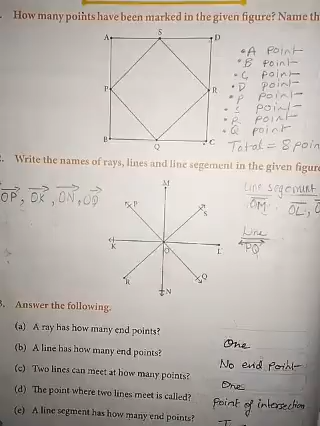 How many points have been marked in the given figure? Name th
A S D
P R
B Q C
• A Point
• B Point
• C Point
• D Point
• P Point
• S Point
• R Point
• Q Point
Total = 8 poin
2. Write the names of rays, lines and line segement in the given figure
OP, OK, ON, OQ
M
P S
K O L
R Q
N
Line segement
OM OL, O
Line
PQ
3. Answer the following:
(a) A ray has how many end points?
One
(b) A line has how many end points?
No end Point
(c) Two lines can meet at how many points?
One
(d) The point where two lines meet is called?
Point of intersection
(e) A line segment has how many end points?